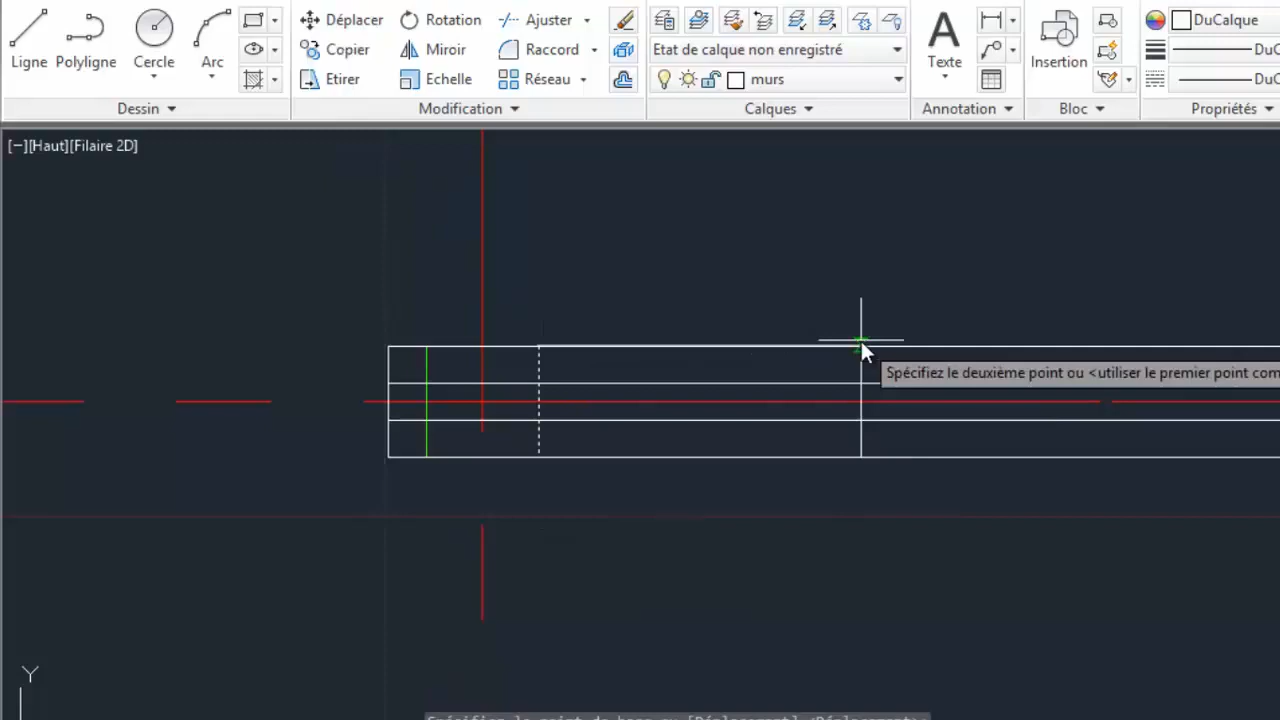 Déplacer Rotation Ajuster A DuCalque
Copier Miroir Raccord Etat de calque non enregistré DuC
Ligne Polyligne Cercle Arc Texte Insertion
Etirer Echelle Réseau murs DuC
Dessin Modification Calques Annotation Bloc Propriétés
[−][Haut][Filaire 2D]
Spécifiez le deuxième point ou <utiliser le premier point com
Y